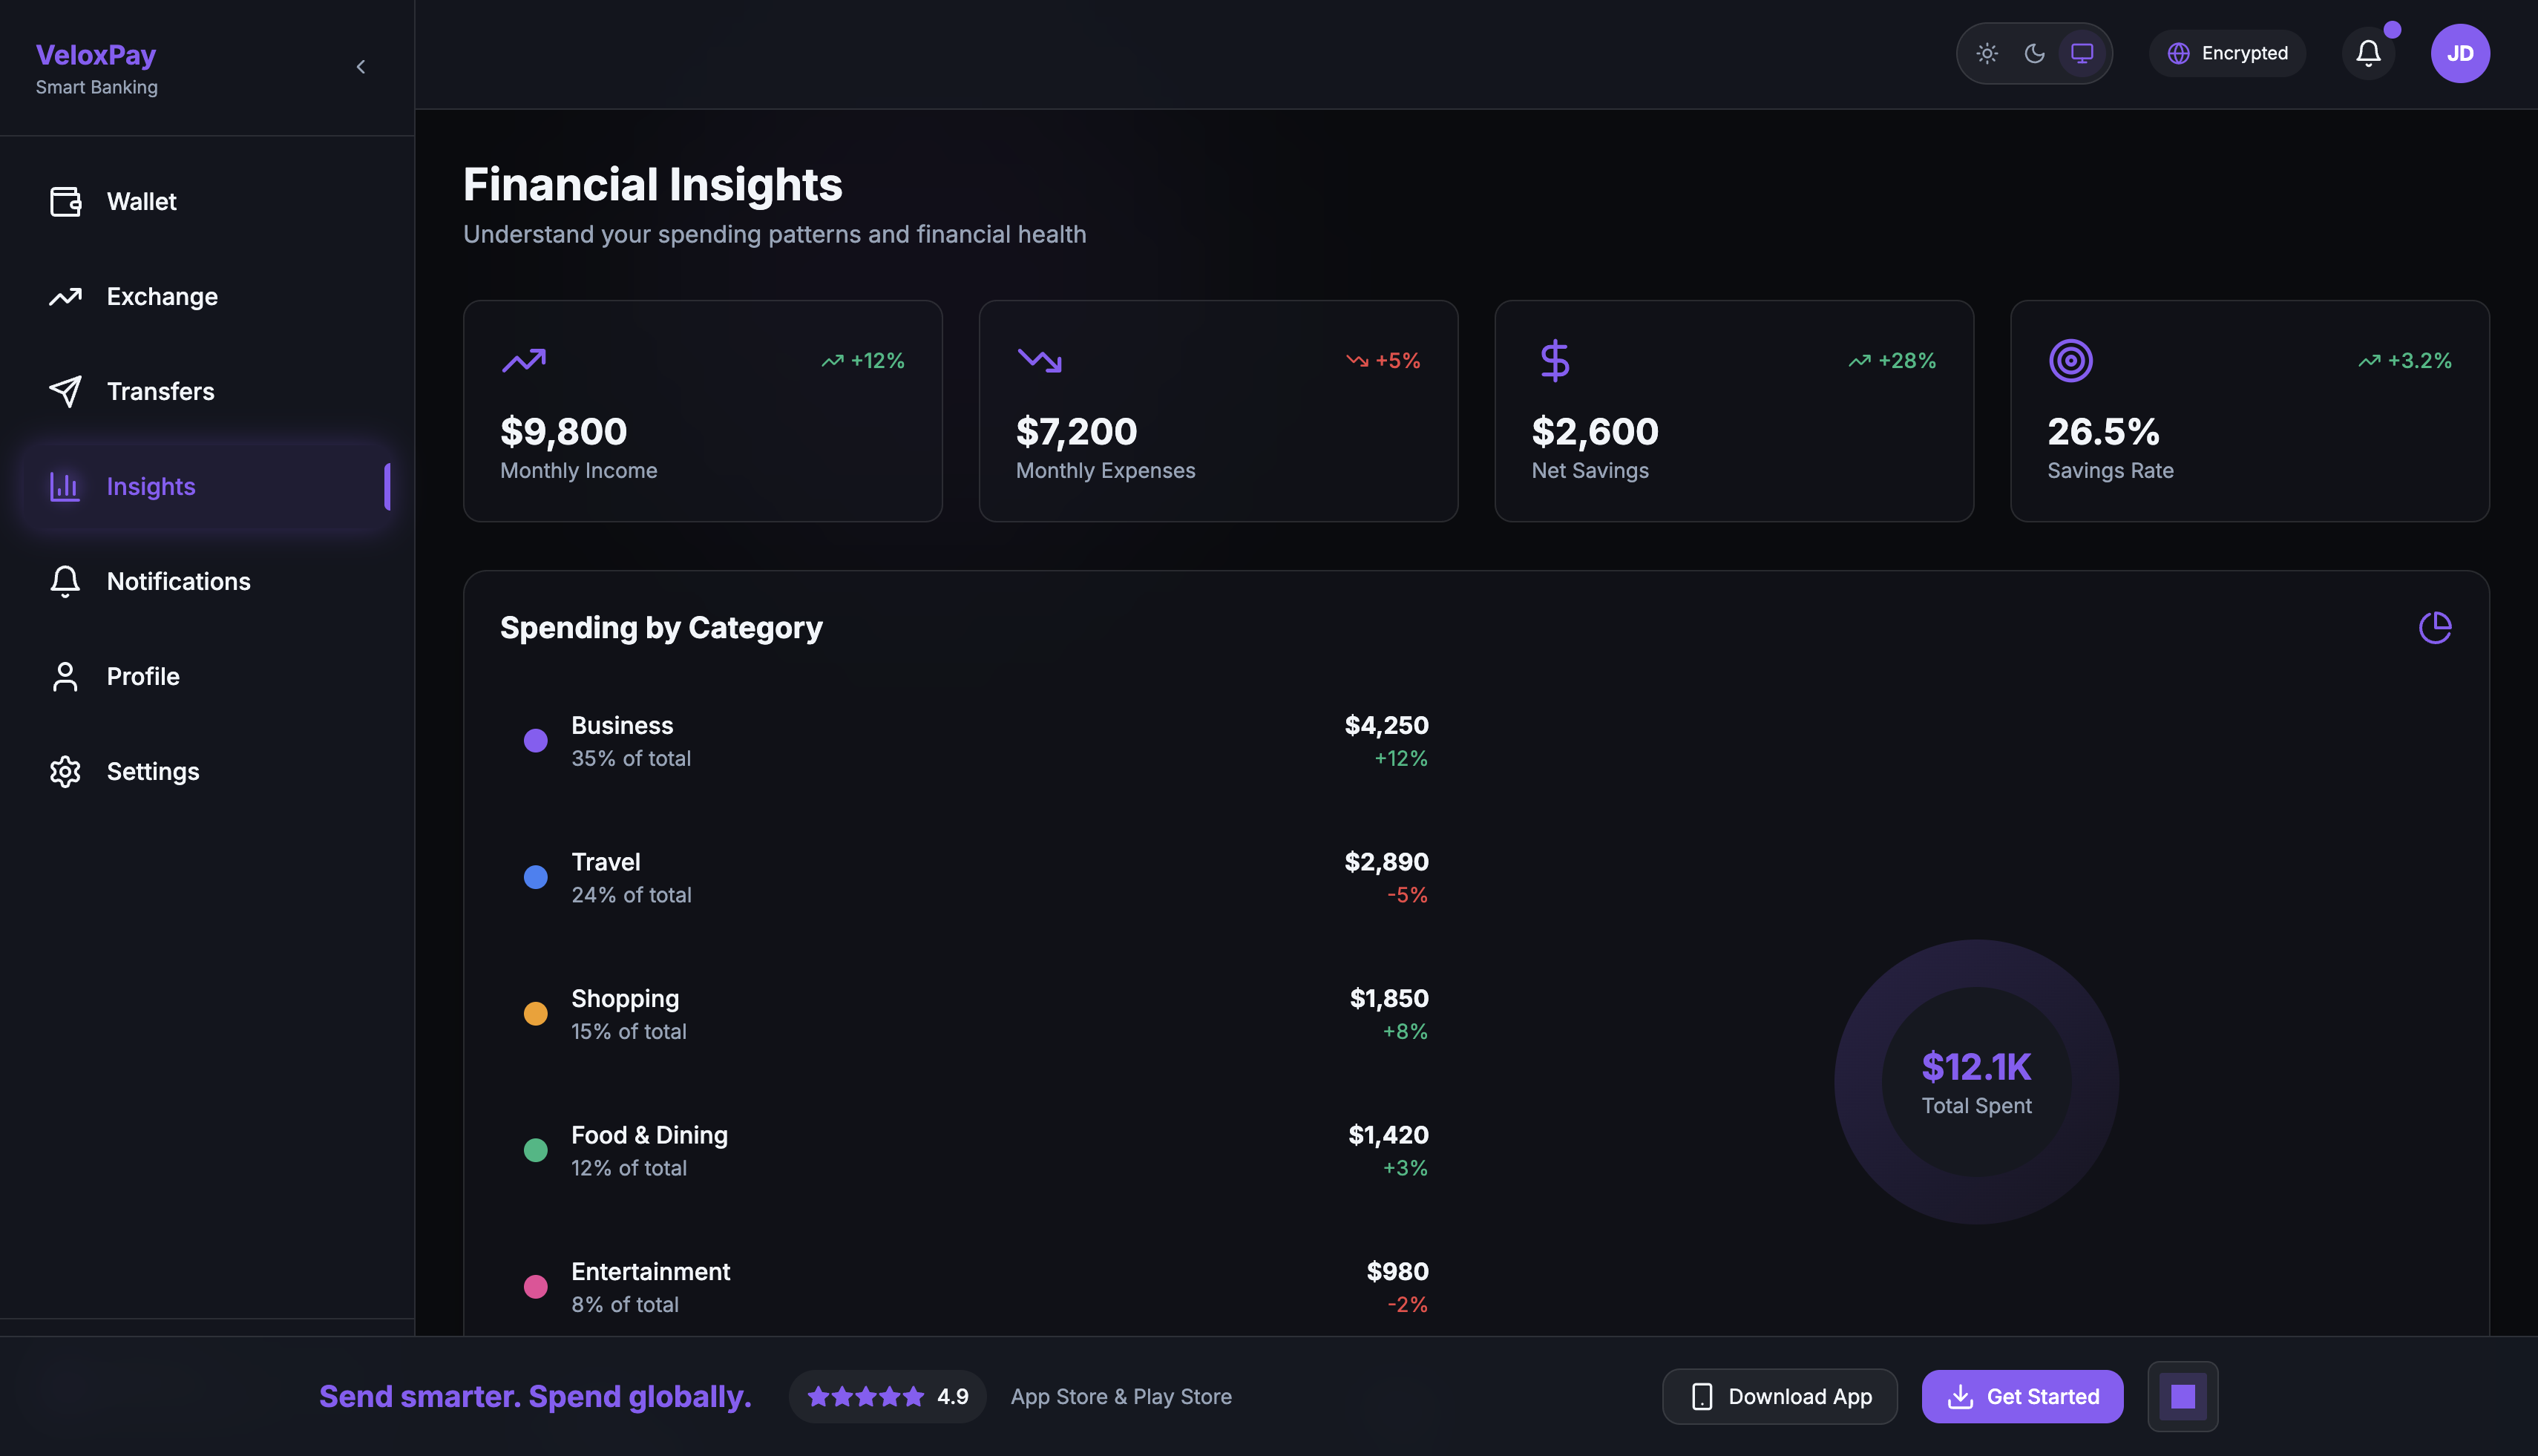 VeloxPay
Smart Banking
Encrypted
JD
Wallet
Exchange
Transfers
Insights
Notifications
Profile
Settings
Financial Insights
Understand your spending patterns and financial health
+12%
$9,800
Monthly Income
+5%
$7,200
Monthly Expenses
+28%
$2,600
Net Savings
+3.2%
26.5%
Savings Rate
Spending by Category
Business
35% of total
$4,250
+12%
Travel
24% of total
$2,890
-5%
Shopping
15% of total
$1,850
+8%
Food & Dining
12% of total
$1,420
+3%
Entertainment
8% of total
$980
-2%
$12.1K
Total Spent
Send smarter. Spend globally.
4.9
App Store & Play Store
Download App
Get Started